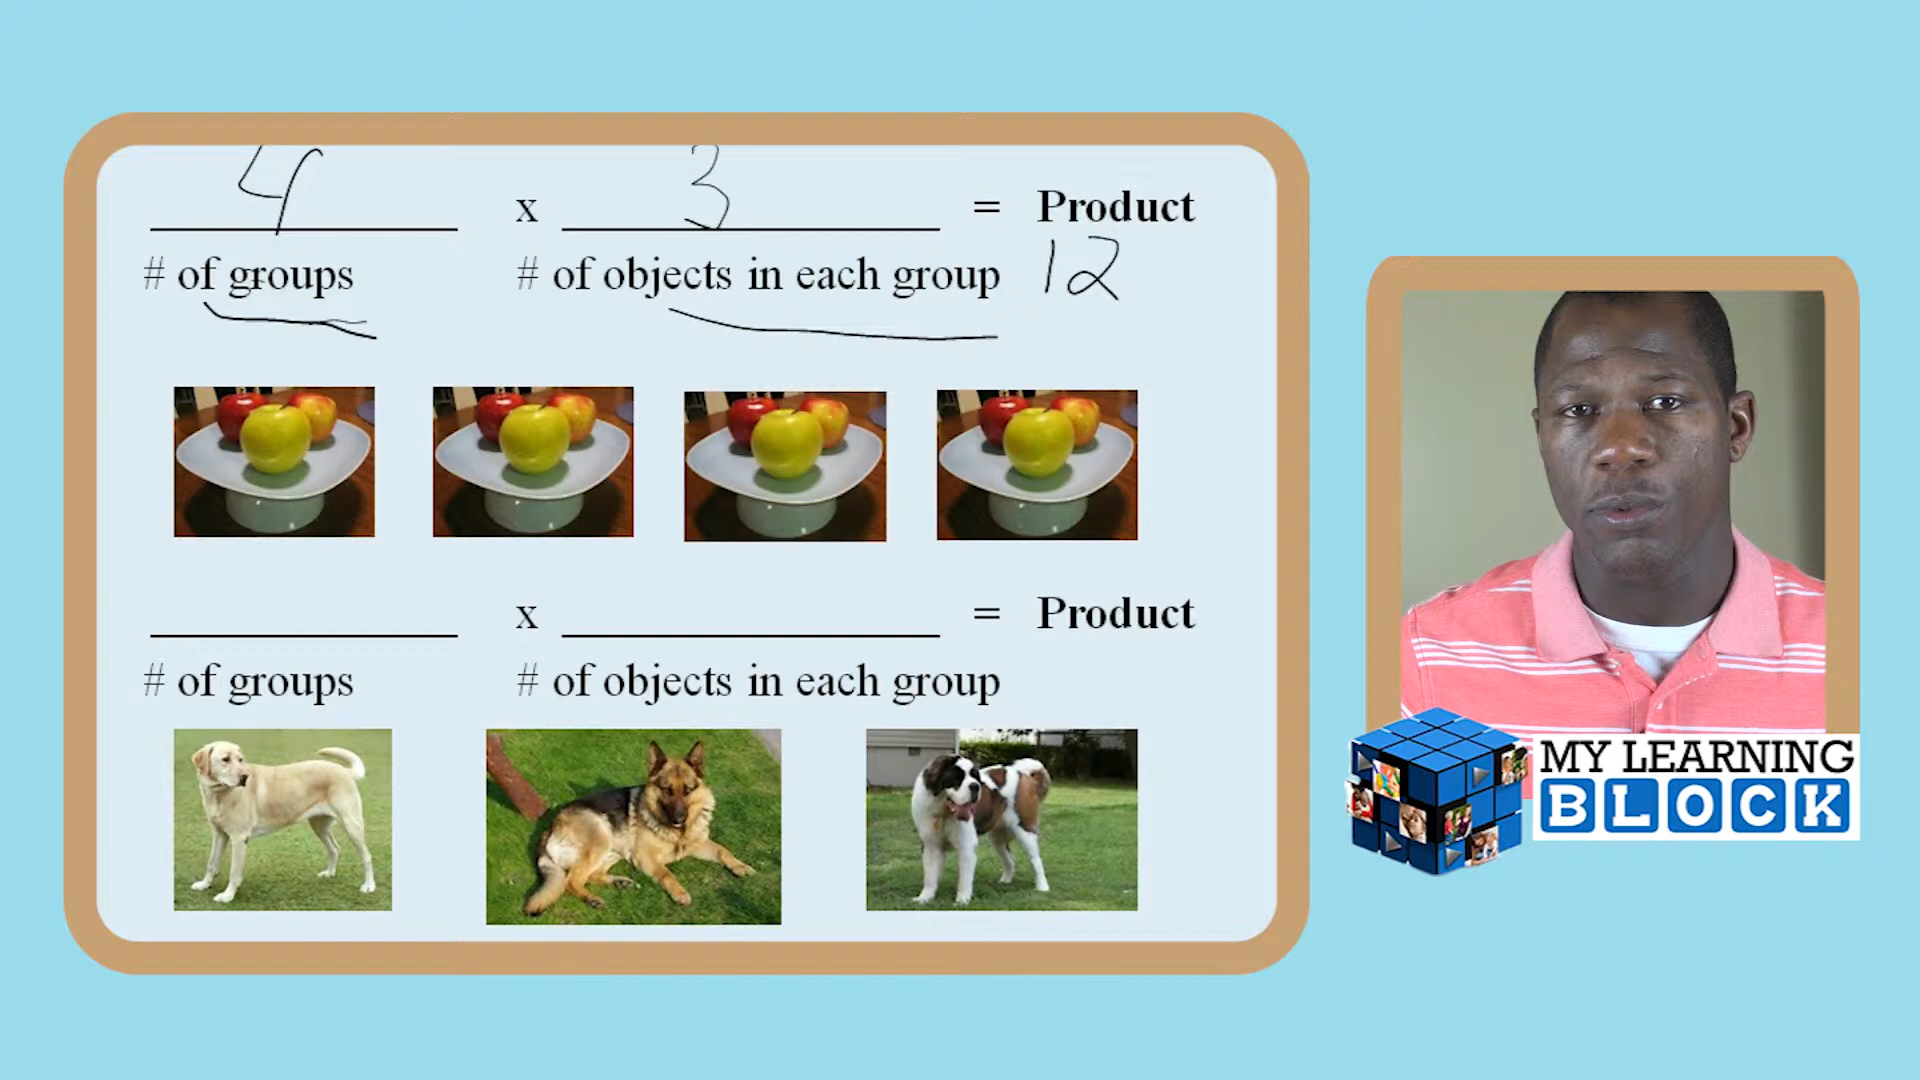 4 x 3 = Product
# of groups # of objects in each group 12
x = Product
# of groups # of objects in each group
MY LEARNING
BLOCK